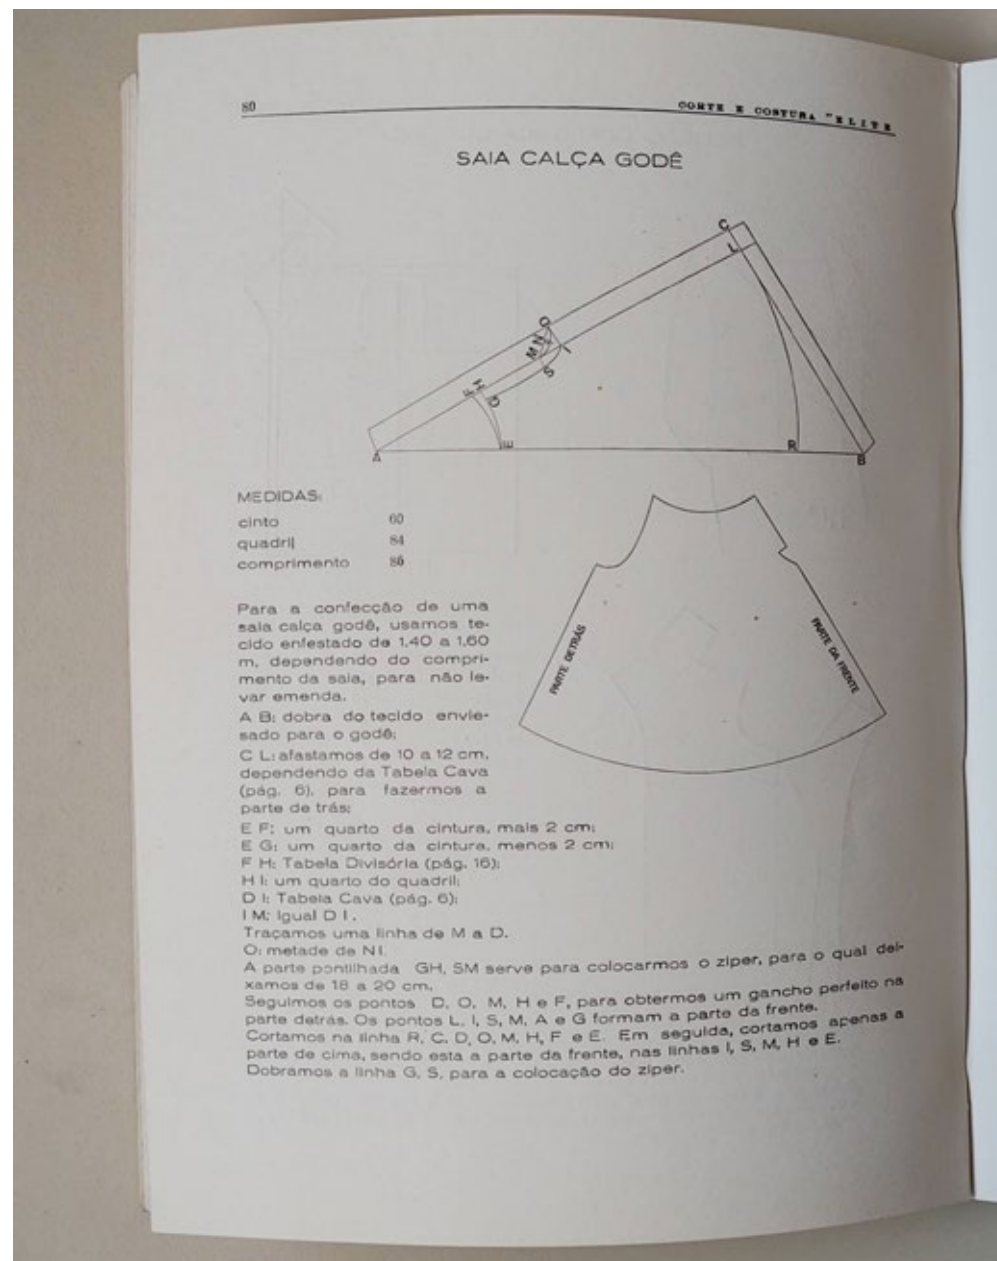 80
CORTE E COSTURA "ELITE
SAIA CALÇA GODÊ
C
L
O
M N
I
S
F H
G
A
E
R
B
MEDIDAS:
cinto 60
quadril 84
comprimento 86
PARTE DETRÁS
PARTE DA FRENTE
Para a confecção de uma
saia calça godê, usamos te-
cido enfestado de 1,40 a 1,60
m, dependendo do compri-
mento da saia, para não le-
var emenda.
A B: dobra do tecido envie-
sado para o godê;
C L: afastamos de 10 a 12 cm,
dependendo da Tabela Cava
(pág. 6), para fazermos a
parte de trás;
E F: um quarto da cintura, mais 2 cm;
E G: um quarto da cintura, menos 2 cm;
F H: Tabela Divisória (pág. 16);
H I: um quarto do quadril;
D I: Tabela Cava (pág. 6);
I M: Igual D I.
Traçamos uma linha de M a D.
O: metade de NI.
A parte pontilhada GH, SM serve para colocarmos o ziper, para o qual dei-
xamos de 18 a 20 cm.
Seguimos os pontos D, O, M, H e F, para obtermos um gancho perfeito na
parte detrás. Os pontos L, I, S, M, A e G formam a parte da frente.
Cortamos na linha R, C, D, O, M, H, F e E. Em seguida, cortamos apenas a
parte de cima, sendo esta a parte da frente, nas linhas I, S, M, H e E.
Dobramos a linha G, S, para a colocação do ziper.